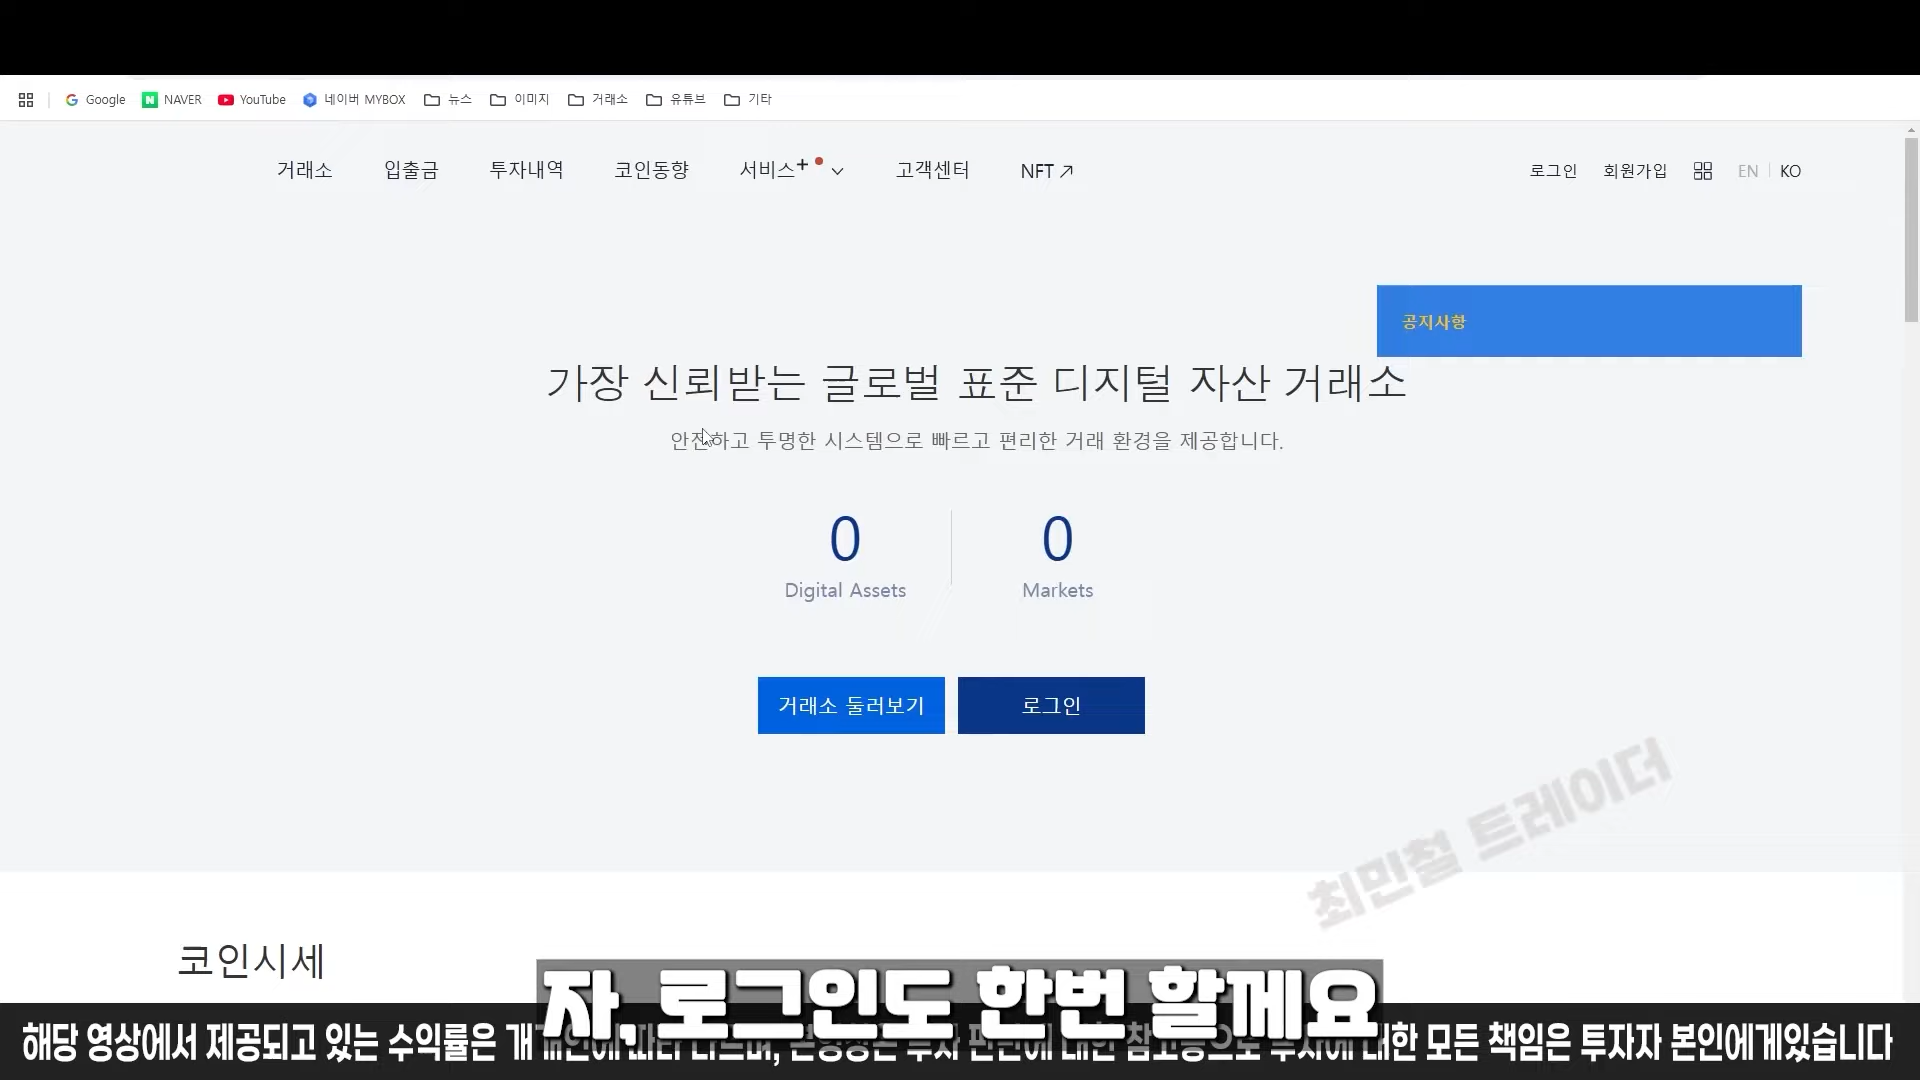 Google NAVER YouTube 네이버 MYBOX 뉴스 이미지 거래소 유튜브 기타
거래소 입출금 투자내역 코인동향 서비스+ 고객센터 NFT 로그인 회원가입 EN KO
공지사항
가장 신뢰받는 글로벌 표준 디지털 자산 거래소
안전하고 투명한 시스템으로 빠르고 편리한 거래 환경을 제공합니다.
0 0
Digital Assets Markets
거래소 둘러보기 로그인
최민철 트레이더
코인시세
자, 로그인도 한번 할게요
해당 영상에서 제공되고 있는 수익률은 모든 책임은 투자자 본인에게있습니다